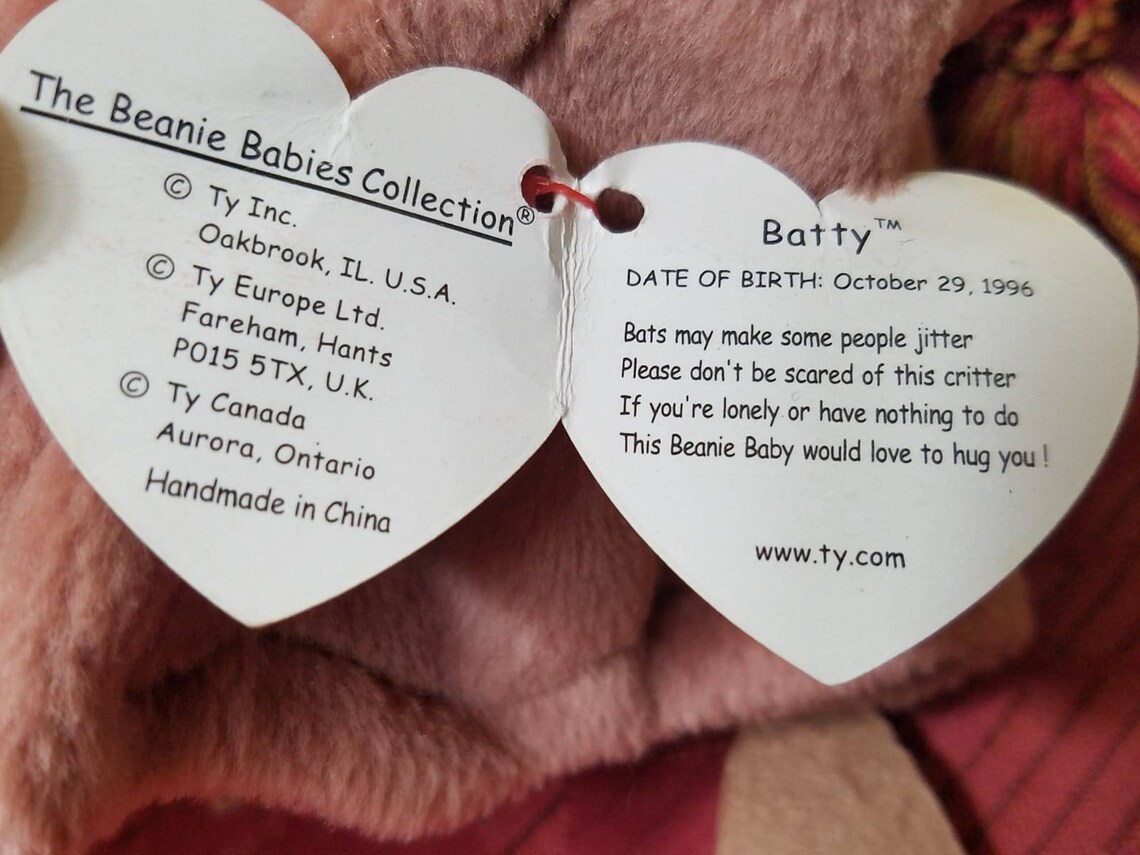 The Beanie Babies Collection®
© Ty Inc.
Oakbrook, IL. U.S.A.
© Ty Europe Ltd.
Fareham, Hants
PO15 5TX, U.K.
© Ty Canada
Aurora, Ontario
Handmade in China
Batty™
DATE OF BIRTH: October 29, 1996
Bats may make some people jitter
Please don't be scared of this critter
If you're lonely or have nothing to do
This Beanie Baby would love to hug you !
www.ty.com